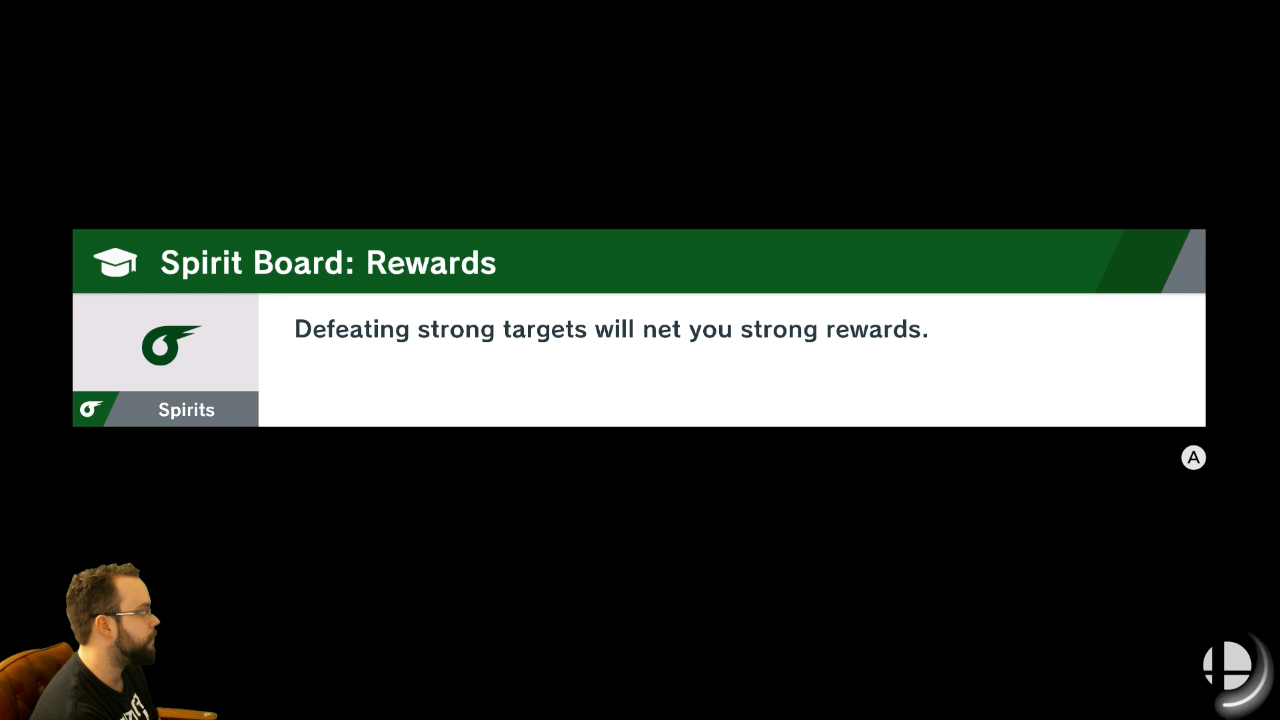 Spirit Board: Rewards
Defeating strong targets will net you strong rewards.
Spirits
A